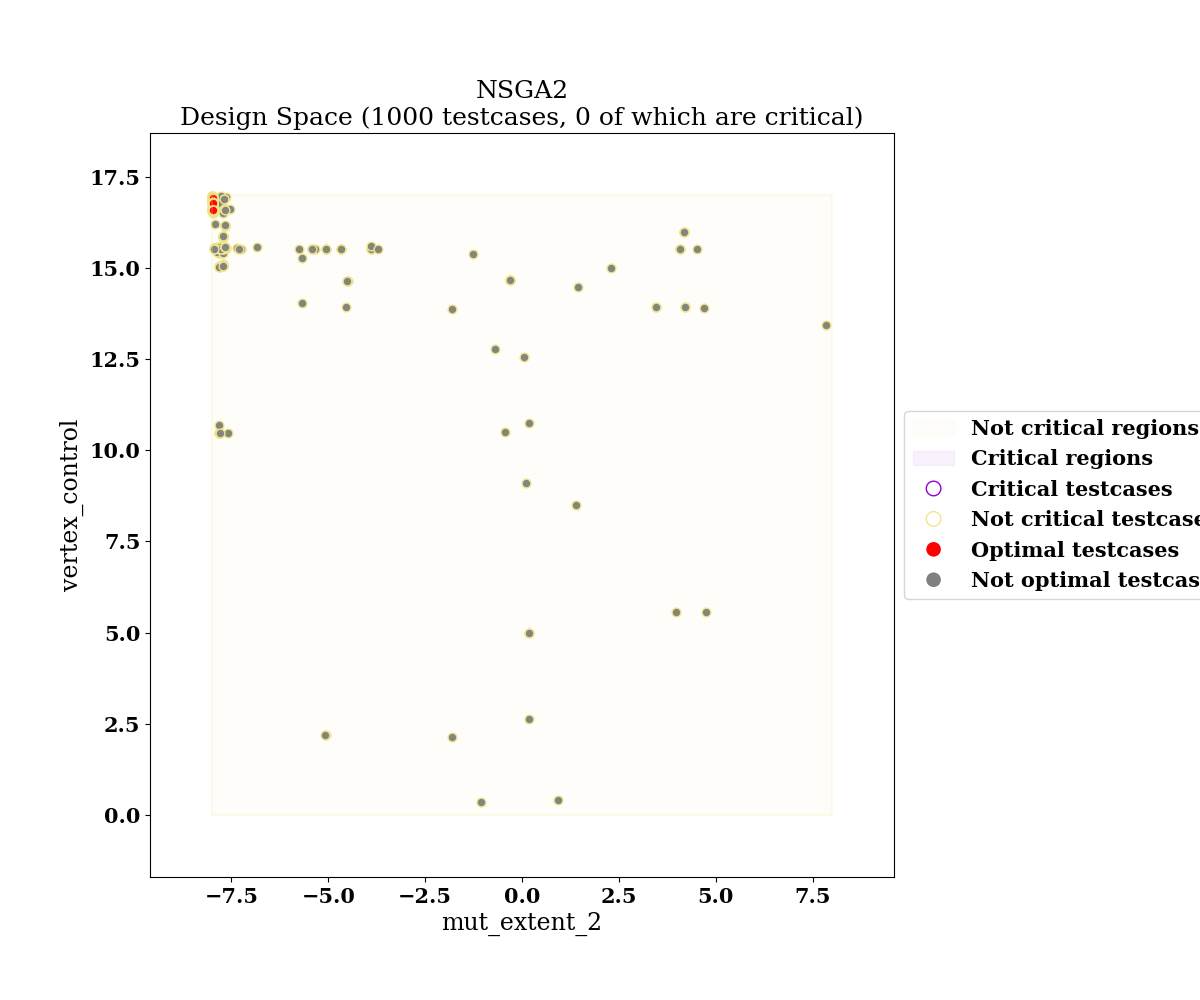 NSGA2
Design Space (1000 testcases, 0 of which are critical)
17.5
15.0
12.5
10.0
7.5
5.0
2.5
0.0
vertex_control
−7.5 −5.0 −2.5 0.0 2.5 5.0 7.5
mut_extent_2
Not critical regions
Critical regions
Critical testcases
Not critical testcase
Optimal testcases
Not optimal testcas